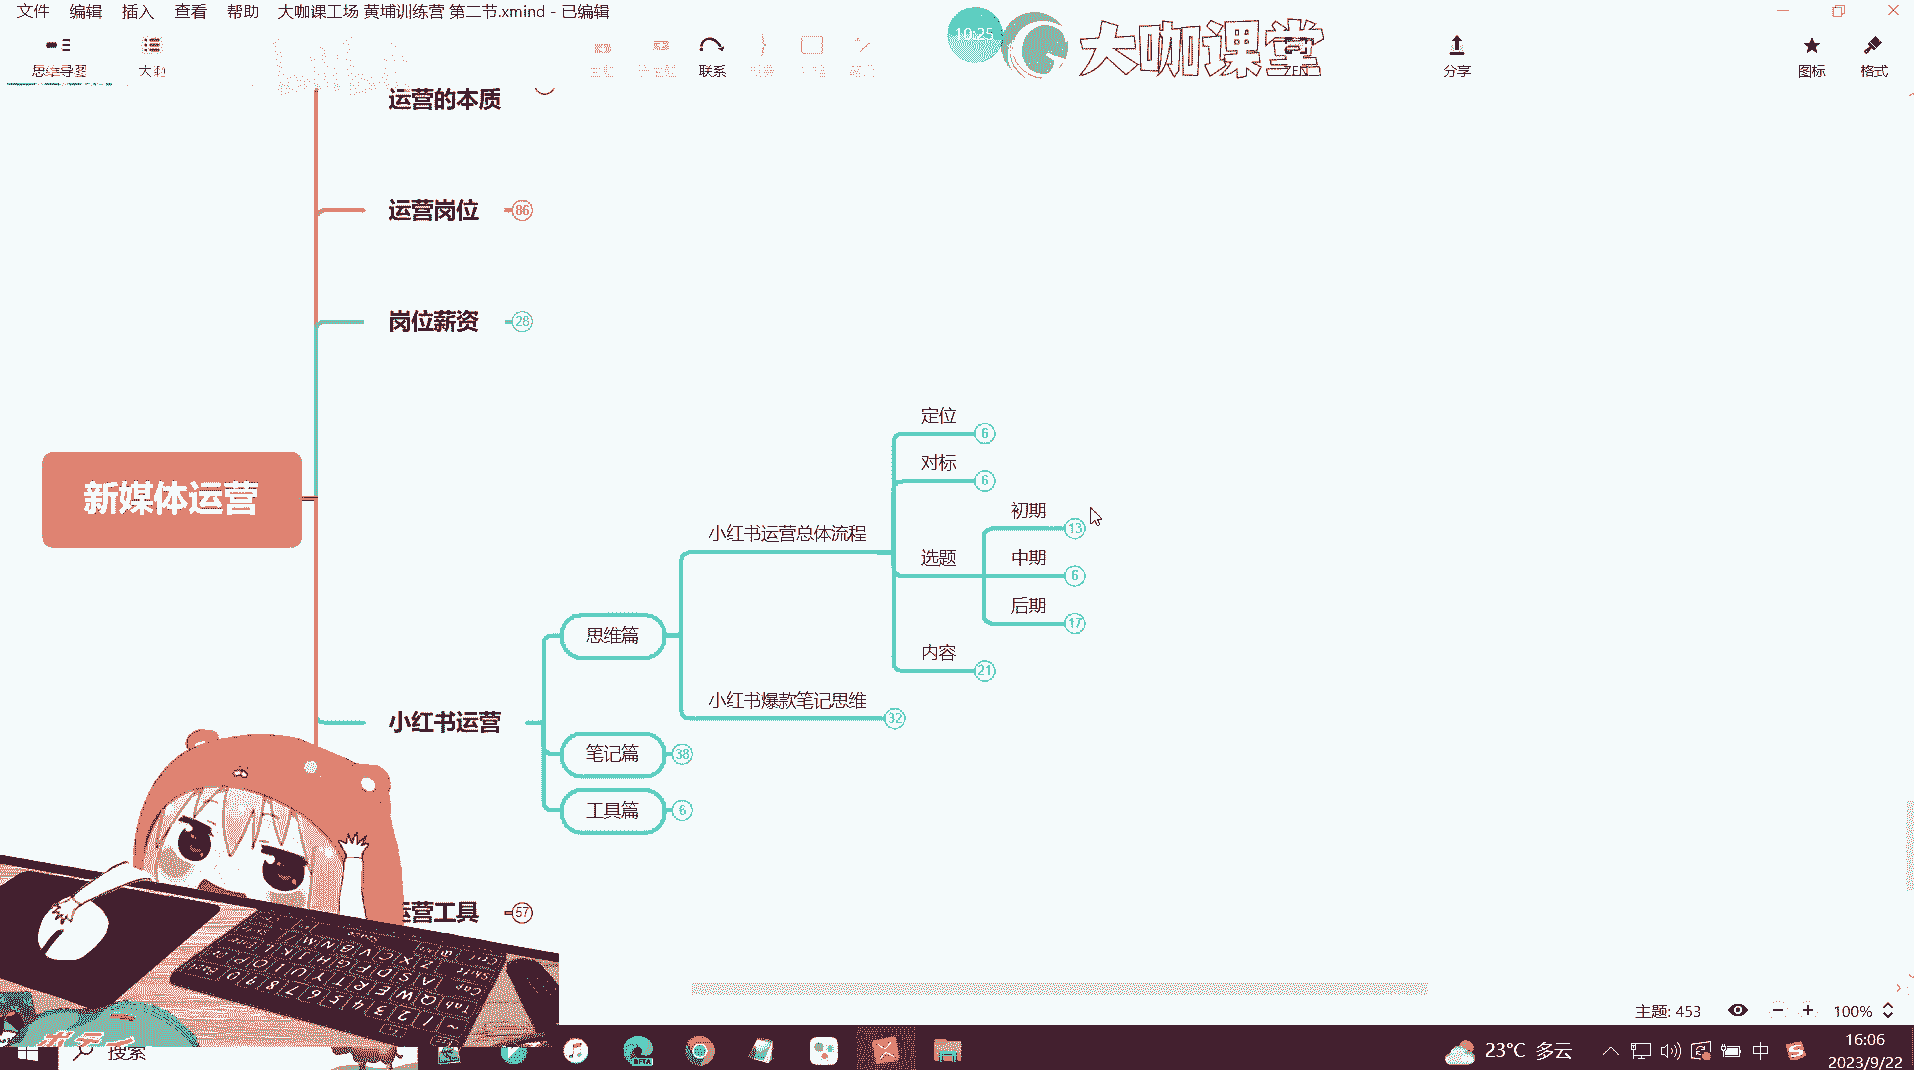 文件 编辑 插入 查看 帮助 大咖课工场 黄埔训练营 第二节.xmind - 已编辑
思维导图
大纲
联系
10:25
大咖课堂
ZEN
分享
图标
格式
运营的本质
运营岗位
86
岗位薪资
28
新媒体运营
定位
6
对标
6
初期
13
小红书运营总体流程
选题
中期
6
后期
17
思维篇
内容
21
小红书爆款笔记思维
32
小红书运营
笔记篇
38
工具篇
6
运营工具
57
主题: 453
100%
搜索
BETA
23°C 多云
中
16:06
2023/9/22